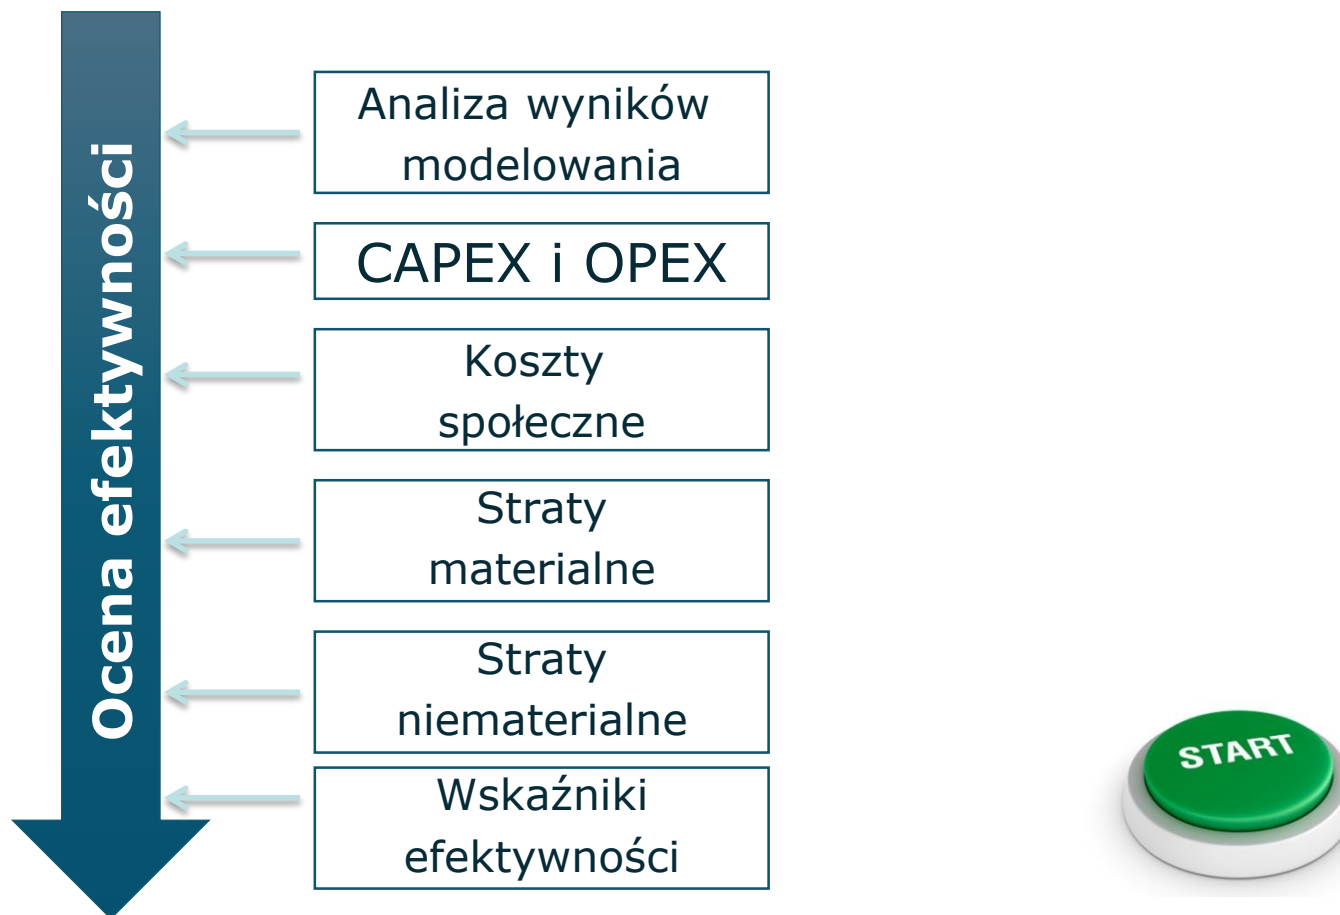 Ocena efektywności
Analiza wyników
modelowania
CAPEX i OPEX
Koszty
społeczne
Straty
materialne
Straty
niematerialne
Wskaźniki
efektywności
START